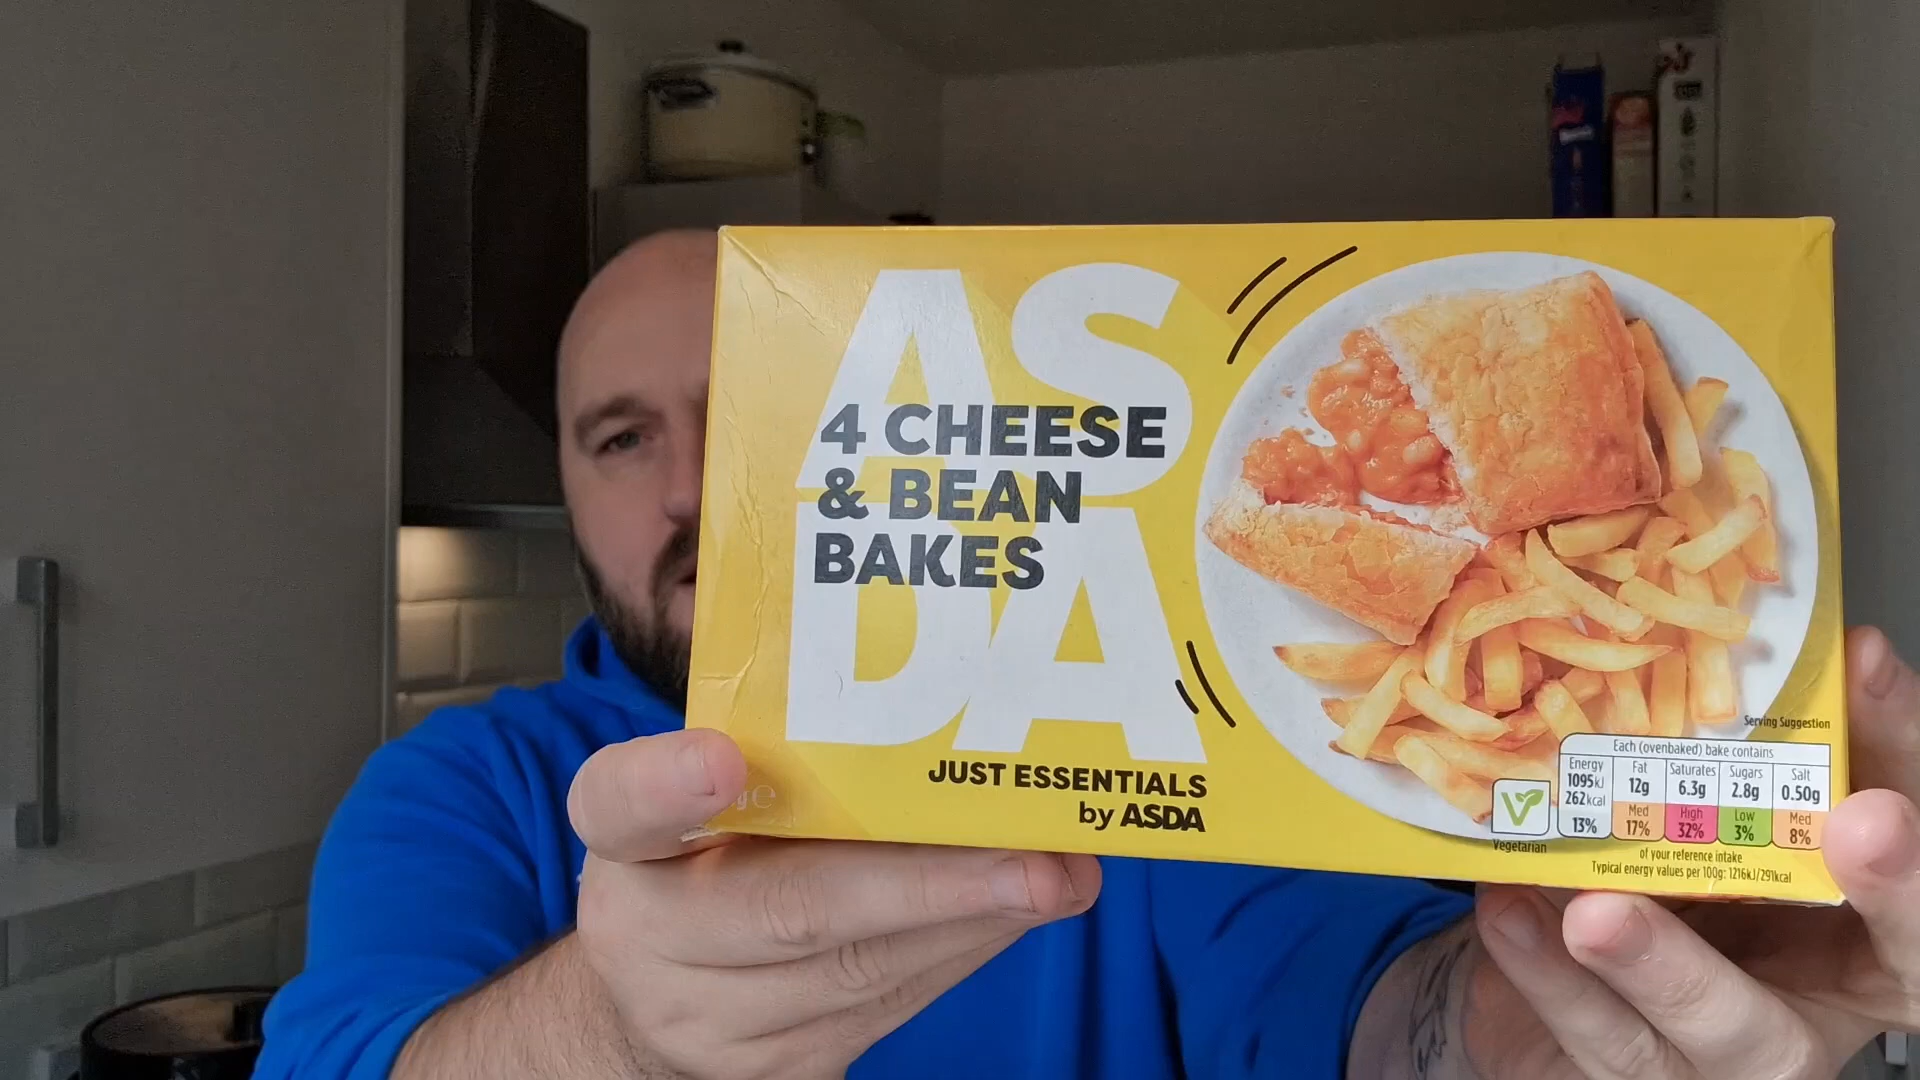 ASDA
4 CHEESE
& BEAN
BAKES
JUST ESSENTIALS
by ASDA
Serving Suggestion
Vegetarian
Each (ovenbaked) bake contains
Energy Fat Saturates Sugars Salt
1095kJ 12g 6.3g 2.8g 0.50g
262kcal
Med High Low Med
13% 17% 32% 3% 8%
of your reference intake
Typical energy values per 100g: 1216kJ/291kcal